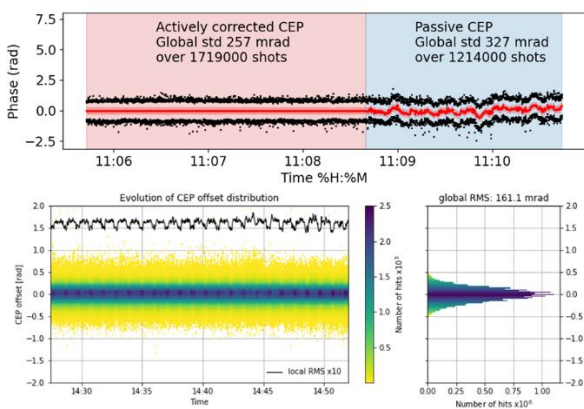 7.5
5.0
2.5
0.0
−2.5
Phase (rad)
Actively corrected CEP
Global std 257 mrad
over 1719000 shots
Passive CEP
Global std 327 mrad
over 1214000 shots
11:06 11:07 11:08 11:09 11:10
Time %H:%M
Evolution of CEP offset distribution
2.0
1.5
1.0
0.5
0.0
−0.5
−1.0
−1.5
−2.0
CEP offset [rad]
local RMS x10
14:30 14:35 14:40 14:45 14:50
Time
2.5
2.0
1.5
1.0
0.5
Number of hits x10³
global RMS: 161.1 mrad
2.0
1.5
1.0
0.5
0.0
−0.5
−1.0
−1.5
−2.0
0.00 0.25 0.50 0.75 1.00
Number of hits x10⁶